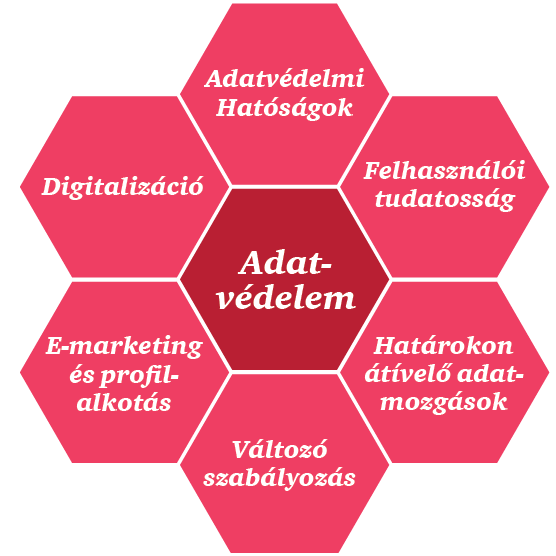 Adatvédelmi
Hatóságok
Felhasználói
tudatosság
Digitalizáció
Adat-
védelem
E-marketing
és profil-
alkotás
Határokon
átívelő adat-
mozgások
Változó
szabályozás